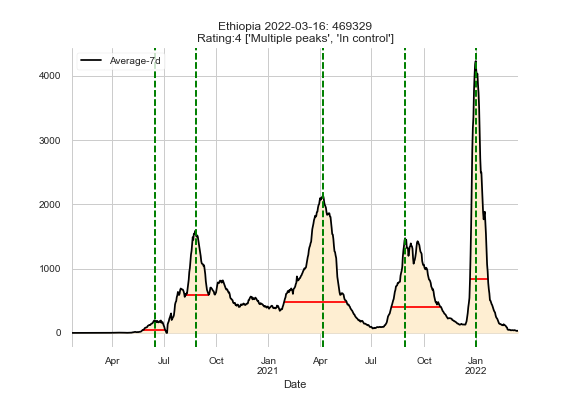 Ethiopia 2022-03-16: 469329
Rating:4 ['Multiple peaks', 'In control']
Average-7d
4000
3000
2000
1000
0
Apr
Jul
Oct
Jan
2021
Apr
Jul
Oct
Jan
2022
Date